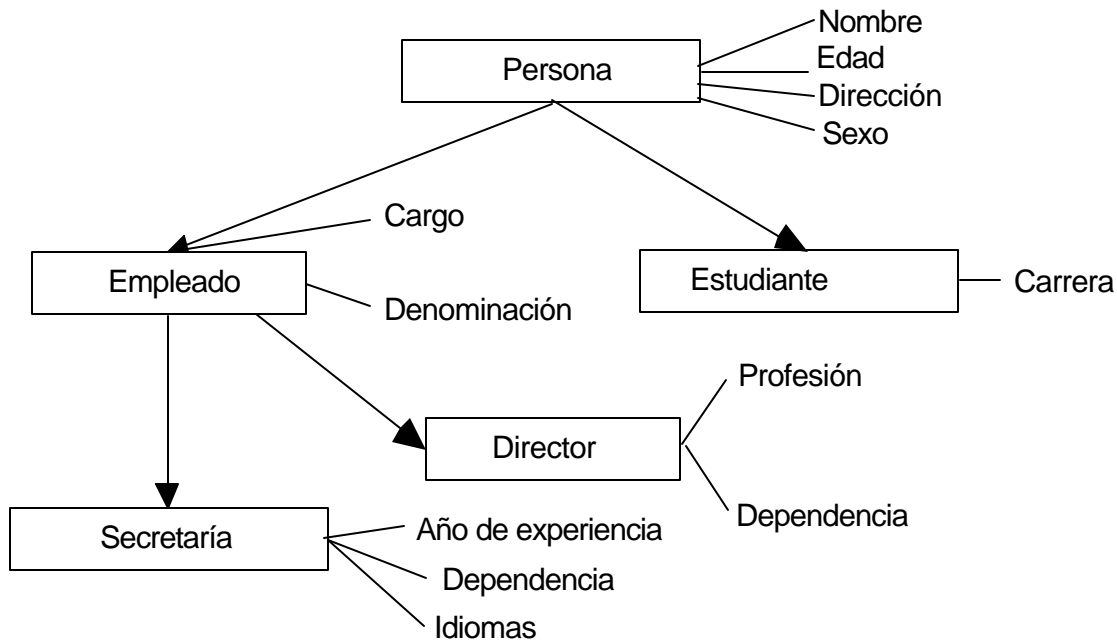 Nombre
Persona
Edad
Dirección
Sexo
Cargo
Empleado
Estudiante
Carrera
Denominación
Profesión
Director
Dependencia
Secretaría
Año de experiencia
Dependencia
Idiomas